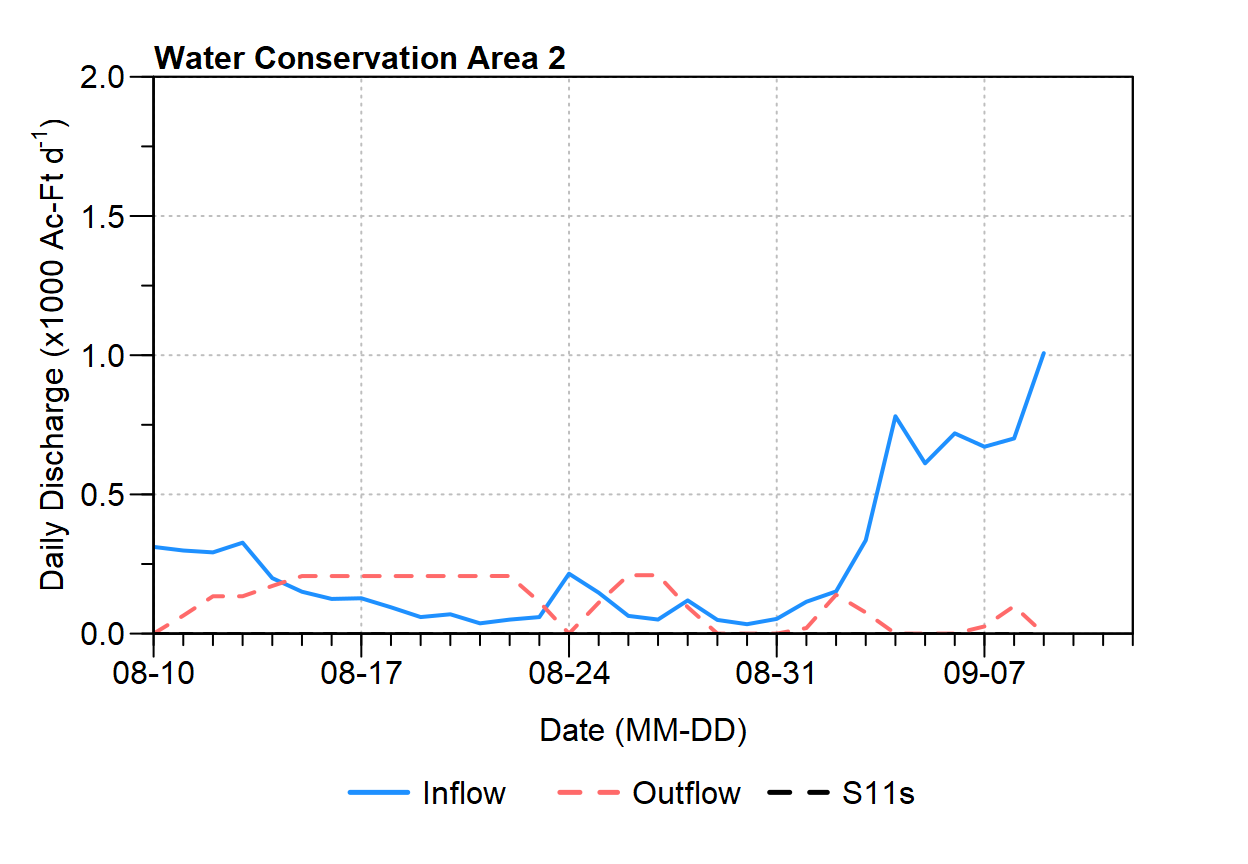 Water Conservation Area 2
Daily Discharge (x1000 Ac-Ft d-1)
2.0
1.5
1.0
0.5
0.0
08-10 08-17 08-24 08-31 09-07
Date (MM-DD)
Inflow Outflow S11s